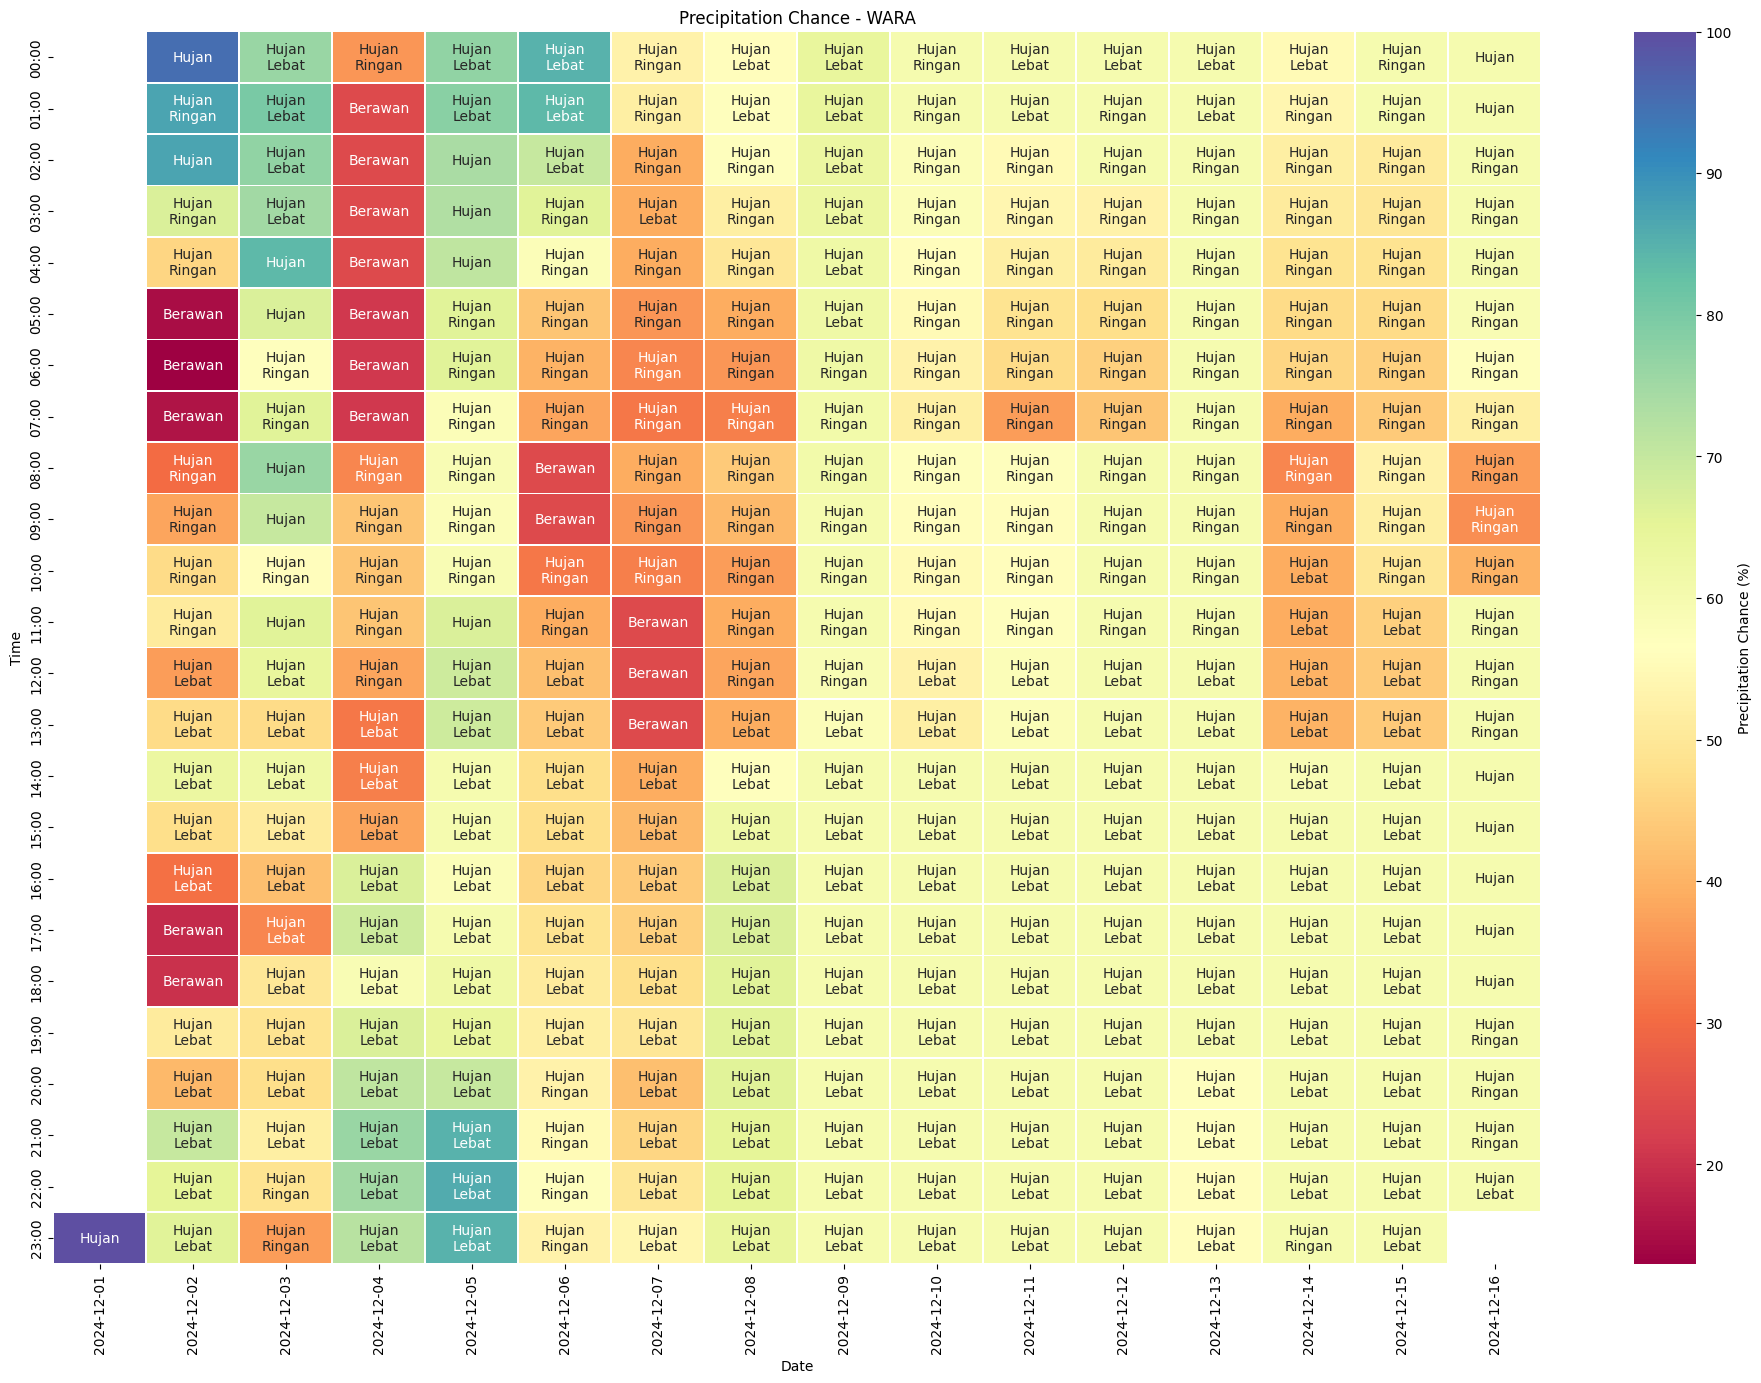 Precipitation Chance - WARA
00:00 Hujan Hujan Lebat Hujan Ringan Hujan Lebat Hujan Lebat Hujan Ringan Hujan Lebat Hujan Lebat Hujan Ringan Hujan Lebat Hujan Lebat Hujan Lebat Hujan Lebat Hujan Ringan Hujan
01:00 Hujan Ringan Hujan Lebat Berawan Hujan Lebat Hujan Lebat Hujan Ringan Hujan Lebat Hujan Lebat Hujan Ringan Hujan Lebat Hujan Ringan Hujan Lebat Hujan Ringan Hujan Ringan Hujan
02:00 Hujan Hujan Lebat Berawan Hujan Hujan Lebat Hujan Ringan Hujan Ringan Hujan Lebat Hujan Ringan Hujan Ringan Hujan Ringan Hujan Ringan Hujan Ringan Hujan Ringan Hujan Ringan
03:00 Hujan Ringan Hujan Lebat Berawan Hujan Hujan Ringan Hujan Lebat Hujan Ringan Hujan Lebat Hujan Ringan Hujan Ringan Hujan Ringan Hujan Ringan Hujan Ringan Hujan Ringan Hujan Ringan
04:00 Hujan Ringan Hujan Berawan Hujan Hujan Ringan Hujan Ringan Hujan Ringan Hujan Lebat Hujan Ringan Hujan Ringan Hujan Ringan Hujan Ringan Hujan Ringan Hujan Ringan Hujan Ringan
05:00 Berawan Hujan Berawan Hujan Ringan Hujan Ringan Hujan Ringan Hujan Ringan Hujan Lebat Hujan Ringan Hujan Ringan Hujan Ringan Hujan Ringan Hujan Ringan Hujan Ringan Hujan Ringan
06:00 Berawan Hujan Ringan Berawan Hujan Ringan Hujan Ringan Hujan Ringan Hujan Ringan Hujan Ringan Hujan Ringan Hujan Ringan Hujan Ringan Hujan Ringan Hujan Ringan Hujan Ringan Hujan Ringan
07:00 Berawan Hujan Ringan Berawan Hujan Ringan Hujan Ringan Hujan Ringan Hujan Ringan Hujan Ringan Hujan Ringan Hujan Ringan Hujan Ringan Hujan Ringan Hujan Ringan Hujan Ringan Hujan Ringan
08:00 Hujan Ringan Hujan Hujan Ringan Hujan Ringan Berawan Hujan Ringan Hujan Ringan Hujan Ringan Hujan Ringan Hujan Ringan Hujan Ringan Hujan Ringan Hujan Ringan Hujan Ringan Hujan Ringan
09:00 Hujan Ringan Hujan Hujan Ringan Hujan Ringan Berawan Hujan Ringan Hujan Ringan Hujan Ringan Hujan Ringan Hujan Ringan Hujan Ringan Hujan Ringan Hujan Ringan Hujan Ringan Hujan Ringan
10:00 Hujan Ringan Hujan Ringan Hujan Ringan Hujan Ringan Hujan Ringan Hujan Ringan Hujan Ringan Hujan Ringan Hujan Ringan Hujan Ringan Hujan Ringan Hujan Ringan Hujan Lebat Hujan Ringan Hujan Ringan
11:00 Hujan Ringan Hujan Hujan Ringan Hujan Hujan Ringan Berawan Hujan Ringan Hujan Ringan Hujan Ringan Hujan Ringan Hujan Ringan Hujan Ringan Hujan Lebat Hujan Lebat Hujan Ringan
12:00 Hujan Lebat Hujan Lebat Hujan Ringan Hujan Lebat Hujan Lebat Berawan Hujan Ringan Hujan Ringan Hujan Lebat Hujan Lebat Hujan Lebat Hujan Lebat Hujan Lebat Hujan Lebat Hujan Ringan
13:00 Hujan Lebat Hujan Lebat Hujan Lebat Hujan Lebat Hujan Lebat Berawan Hujan Lebat Hujan Lebat Hujan Lebat Hujan Lebat Hujan Lebat Hujan Lebat Hujan Lebat Hujan Lebat Hujan Ringan
14:00 Hujan Lebat Hujan Lebat Hujan Lebat Hujan Lebat Hujan Lebat Hujan Lebat Hujan Lebat Hujan Lebat Hujan Lebat Hujan Lebat Hujan Lebat Hujan Lebat Hujan Lebat Hujan Lebat Hujan
15:00 Hujan Lebat Hujan Lebat Hujan Lebat Hujan Lebat Hujan Lebat Hujan Lebat Hujan Lebat Hujan Lebat Hujan Lebat Hujan Lebat Hujan Lebat Hujan Lebat Hujan Lebat Hujan Lebat Hujan
16:00 Hujan Lebat Hujan Lebat Hujan Lebat Hujan Lebat Hujan Lebat Hujan Lebat Hujan Lebat Hujan Lebat Hujan Lebat Hujan Lebat Hujan Lebat Hujan Lebat Hujan Lebat Hujan Lebat Hujan
17:00 Berawan Hujan Lebat Hujan Lebat Hujan Lebat Hujan Lebat Hujan Lebat Hujan Lebat Hujan Lebat Hujan Lebat Hujan Lebat Hujan Lebat Hujan Lebat Hujan Lebat Hujan Lebat Hujan
18:00 Berawan Hujan Lebat Hujan Lebat Hujan Lebat Hujan Lebat Hujan Lebat Hujan Lebat Hujan Lebat Hujan Lebat Hujan Lebat Hujan Lebat Hujan Lebat Hujan Lebat Hujan Lebat Hujan
19:00 Hujan Lebat Hujan Lebat Hujan Lebat Hujan Lebat Hujan Lebat Hujan Lebat Hujan Lebat Hujan Lebat Hujan Lebat Hujan Lebat Hujan Lebat Hujan Lebat Hujan Lebat Hujan Lebat Hujan Ringan
20:00 Hujan Lebat Hujan Lebat Hujan Lebat Hujan Lebat Hujan Ringan Hujan Lebat Hujan Lebat Hujan Lebat Hujan Lebat Hujan Lebat Hujan Lebat Hujan Lebat Hujan Lebat Hujan Lebat Hujan Ringan
21:00 Hujan Lebat Hujan Lebat Hujan Lebat Hujan Lebat Hujan Ringan Hujan Lebat Hujan Lebat Hujan Lebat Hujan Lebat Hujan Lebat Hujan Lebat Hujan Lebat Hujan Lebat Hujan Lebat Hujan Ringan
22:00 Hujan Lebat Hujan Ringan Hujan Lebat Hujan Lebat Hujan Ringan Hujan Lebat Hujan Lebat Hujan Lebat Hujan Lebat Hujan Lebat Hujan Lebat Hujan Lebat Hujan Lebat Hujan Lebat Hujan Lebat
23:00 Hujan Hujan Lebat Hujan Ringan Hujan Lebat Hujan Lebat Hujan Ringan Hujan Lebat Hujan Lebat Hujan Lebat Hujan Lebat Hujan Lebat Hujan Lebat Hujan Lebat Hujan Ringan Hujan Lebat
Time
2024-12-01 2024-12-02 2024-12-03 2024-12-04 2024-12-05 2024-12-06 2024-12-07 2024-12-08 2024-12-09 2024-12-10 2024-12-11 2024-12-12 2024-12-13 2024-12-14 2024-12-15 2024-12-16
Date
100
90
80
70
60
50
40
30
20
Precipitation Chance (%)